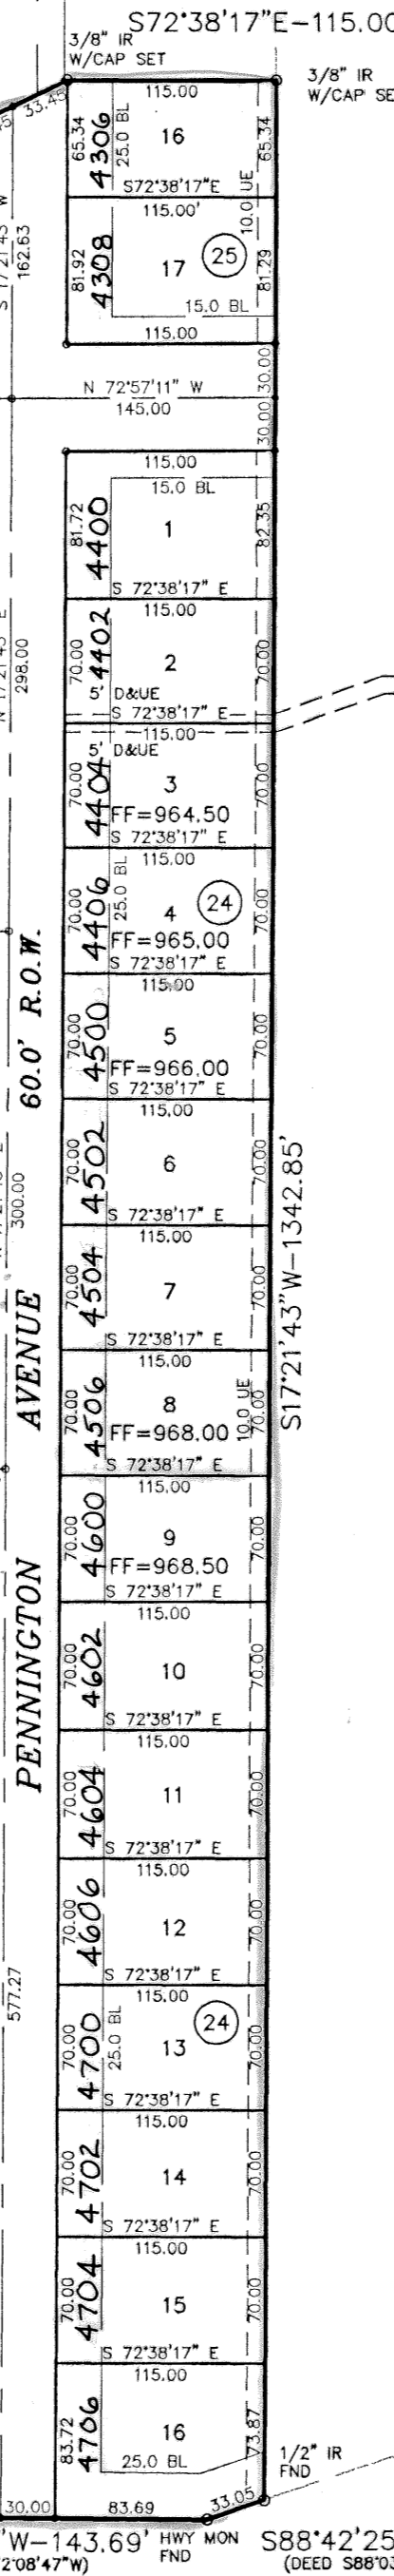 S72°38'17"E-115.00
3/8" IR
W/CAP SET
3/8" IR
W/CAP SE
33.45
115.00
65.34
4306
25.0 BL
16
65.34
S72°38'17"E
10.0 UE
115.00'
162.63
81.92
4308
17
25
81.29
15.0 BL
115.00
30.00
N 72°57'11" W
145.00
30.00
115.00
15.0 BL
81.72
4400
1
82.35
S 72°38'17" E
115.00
298.00
70.00
4402
2
70.00
5' D&UE
S 72°38'17" E
115.00
5' D&UE
70.00
4404
3
70.00
FF=964.50
S 72°38'17" E
115.00
70.00
4406
25.0 BL
4
24
70.00
FF=965.00
S 72°38'17" E
115.00
60.0' R.O.W.
70.00
4500
5
70.00
FF=966.00
S 72°38'17" E
115.00
300.00
70.00
4502
6
70.00
S 72°38'17" E
115.00
S17°21'43"W-1342.85'
70.00
4504
7
70.00
S 72°38'17" E
115.00
AVENUE
70.00
4506
8
10.0 UE
70.00
FF=968.00
S 72°38'17" E
115.00
70.00
4600
9
70.00
FF=968.50
S 72°38'17" E
115.00
PENNINGTON
70.00
4602
10
70.00
S 72°38'17" E
115.00
70.00
4604
11
70.00
S 72°38'17" E
115.00
70.00
4606
12
70.00
S 72°38'17" E
115.00
577.27
70.00
4700
25.0 BL
13
24
70.00
S 72°38'17" E
115.00
70.00
4702
14
70.00
S 72°38'17" E
115.00
70.00
4704
15
70.00
S 72°38'17" E
115.00
83.72
4706
16
73.87
25.0 BL
1/2" IR
FND
30.00
83.69
33.05
'W-143.69'
HWY MON
FND
S88°42'25
2°08'47"W)
(DEED S88°03